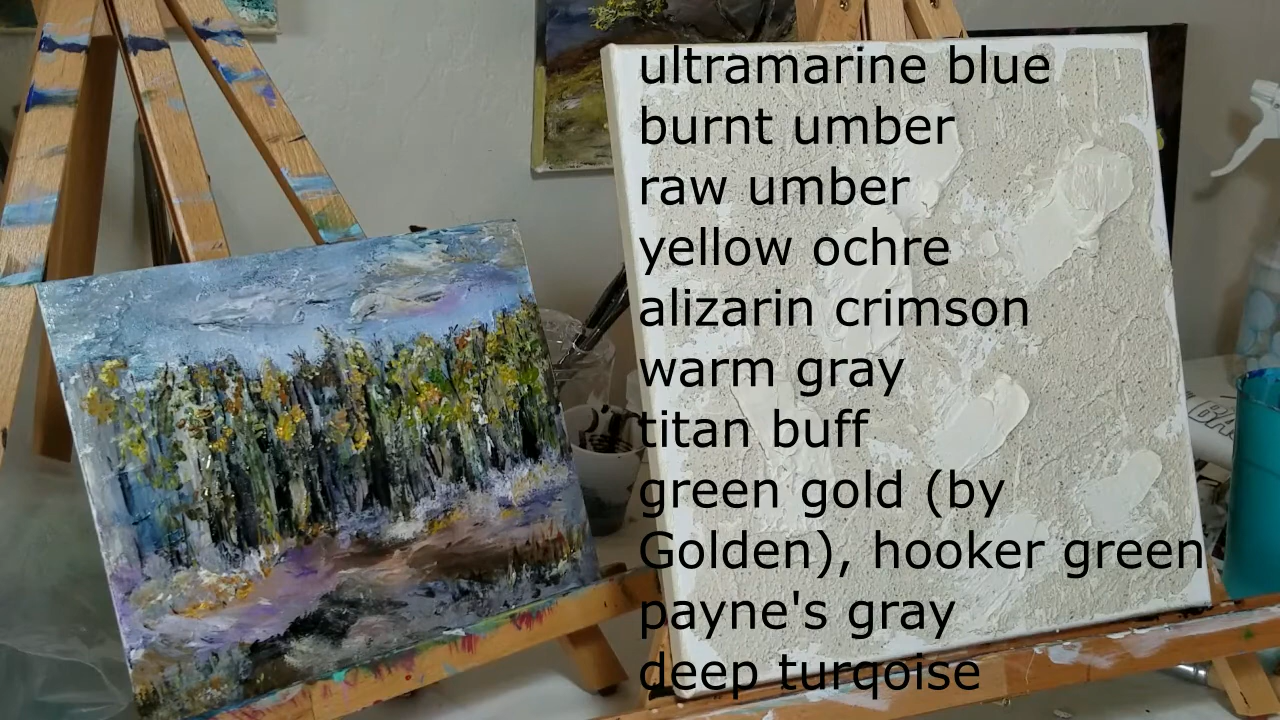 ultramarine blue
burnt umber
raw umber
yellow ochre
alizarin crimson
warm gray
titan buff
green gold (by
Golden), hooker green
payne's gray
deep turqoise